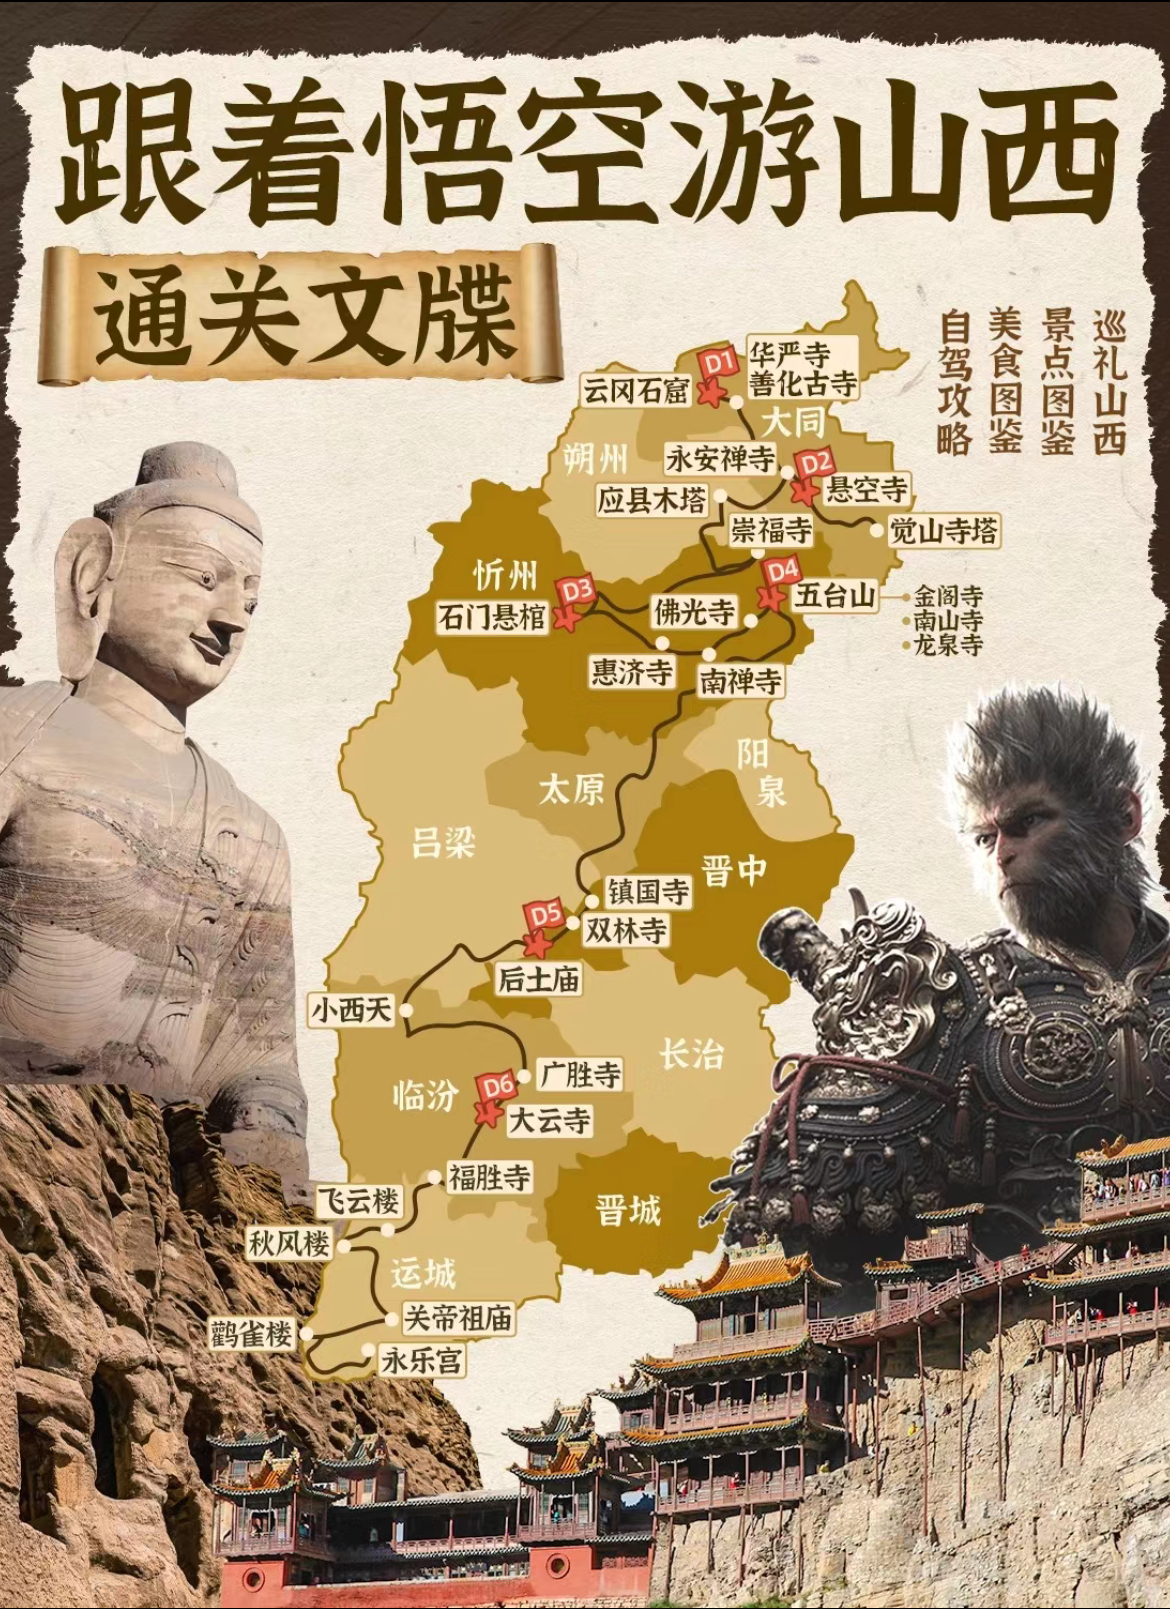 跟着悟空游山西
通关文牒
巡礼山西
景点图鉴
美食图鉴
自驾攻略
D1
华严寺
善化古寺
云冈石窟
大同
朔州
永安禅寺
D2
悬空寺
应县木塔
觉山寺塔
崇福寺
忻州
D3
石门悬棺
D4
五台山
金阁寺
南山寺
龙泉寺
佛光寺
惠济寺
南禅寺
阳泉
太原
吕梁
晋中
镇国寺
D5
双林寺
后土庙
小西天
长治
广胜寺
D6
临汾
大云寺
福胜寺
飞云楼
晋城
秋风楼
运城
关帝祖庙
鹳雀楼
永乐宫